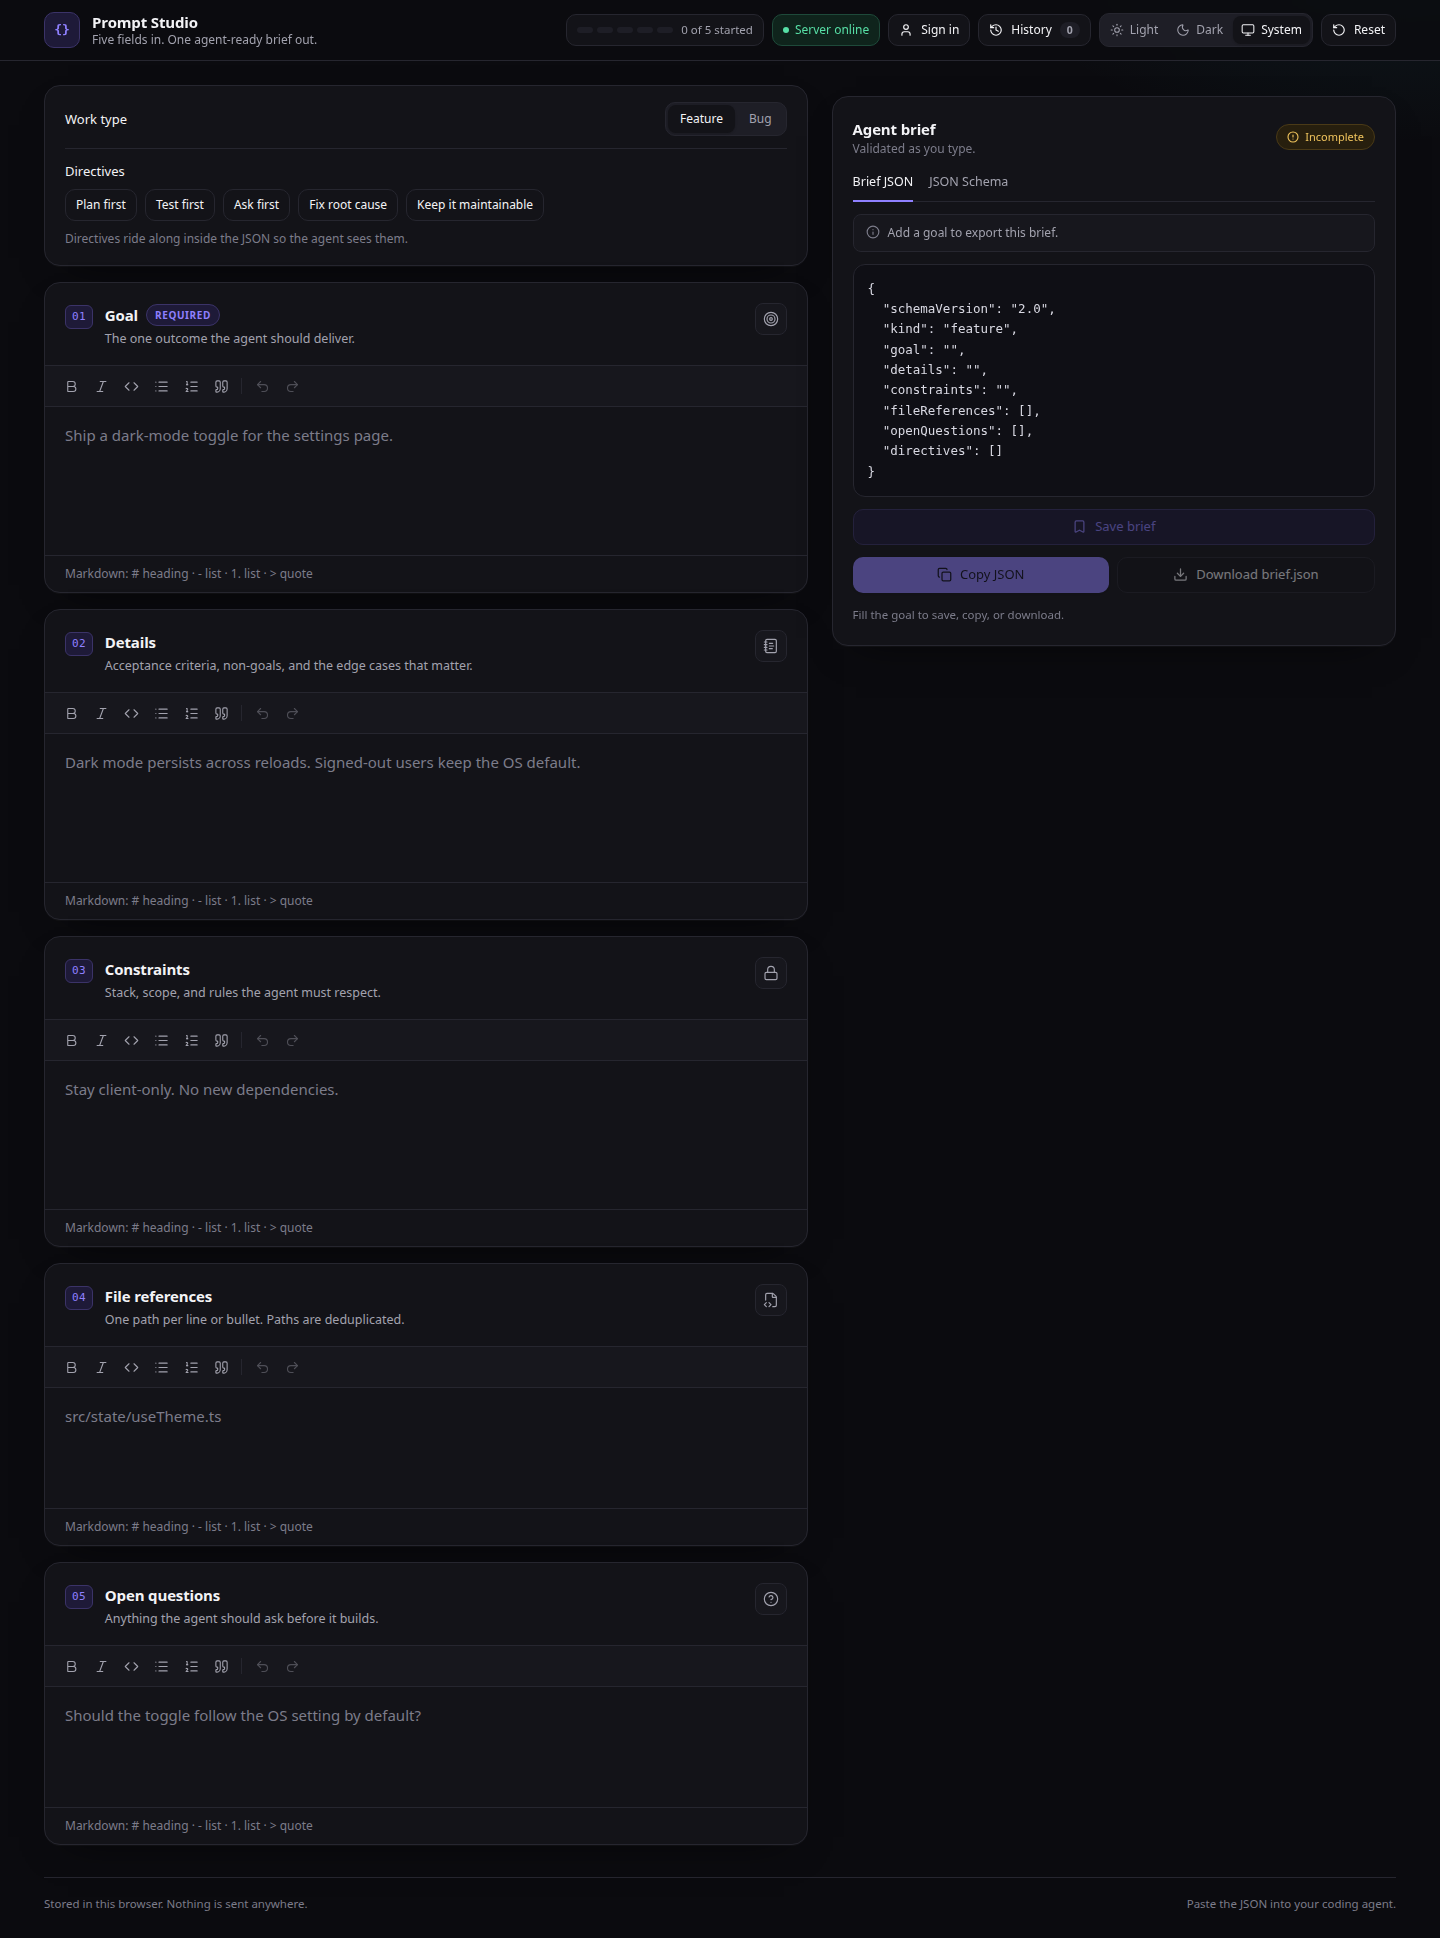 {}
Prompt Studio
Five fields in. One agent-ready brief out.
0 of 5 started
Server online
Sign in
History 0
Light
Dark
System
Reset
Work type
Feature
Bug
Directives
Plan first
Test first
Ask first
Fix root cause
Keep it maintainable
Directives ride along inside the JSON so the agent sees them.
01 Goal REQUIRED
The one outcome the agent should deliver.
Ship a dark-mode toggle for the settings page.
Markdown: # heading · - list · 1. list · > quote
02 Details
Acceptance criteria, non-goals, and the edge cases that matter.
Dark mode persists across reloads. Signed-out users keep the OS default.
Markdown: # heading · - list · 1. list · > quote
03 Constraints
Stack, scope, and rules the agent must respect.
Stay client-only. No new dependencies.
Markdown: # heading · - list · 1. list · > quote
04 File references
One path per line or bullet. Paths are deduplicated.
src/state/useTheme.ts
Markdown: # heading · - list · 1. list · > quote
05 Open questions
Anything the agent should ask before it builds.
Should the toggle follow the OS setting by default?
Markdown: # heading · - list · 1. list · > quote
Agent brief
Validated as you type.
Incomplete
Brief JSON
JSON Schema
Add a goal to export this brief.
{
  "schemaVersion": "2.0",
  "kind": "feature",
  "goal": "",
  "details": "",
  "constraints": "",
  "fileReferences": [],
  "openQuestions": [],
  "directives": []
}
Save brief
Copy JSON
Download brief.json
Fill the goal to save, copy, or download.
Stored in this browser. Nothing is sent anywhere.
Paste the JSON into your coding agent.